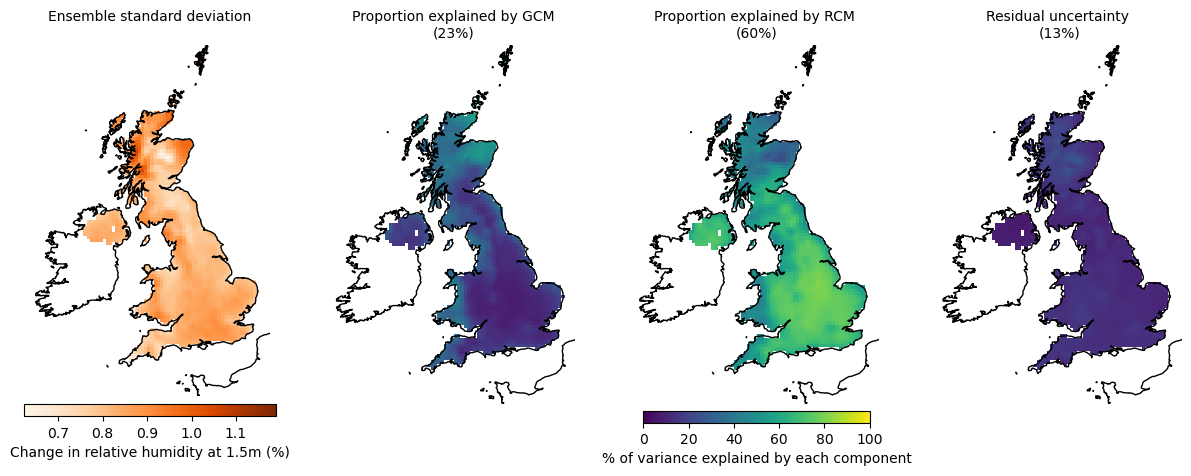 Ensemble standard deviation
Proportion explained by GCM
(23%)
Proportion explained by RCM
(60%)
Residual uncertainty
(13%)
0.7 0.8 0.9 1.0 1.1
Change in relative humidity at 1.5m (%)
0 20 40 60 80 100
% of variance explained by each component